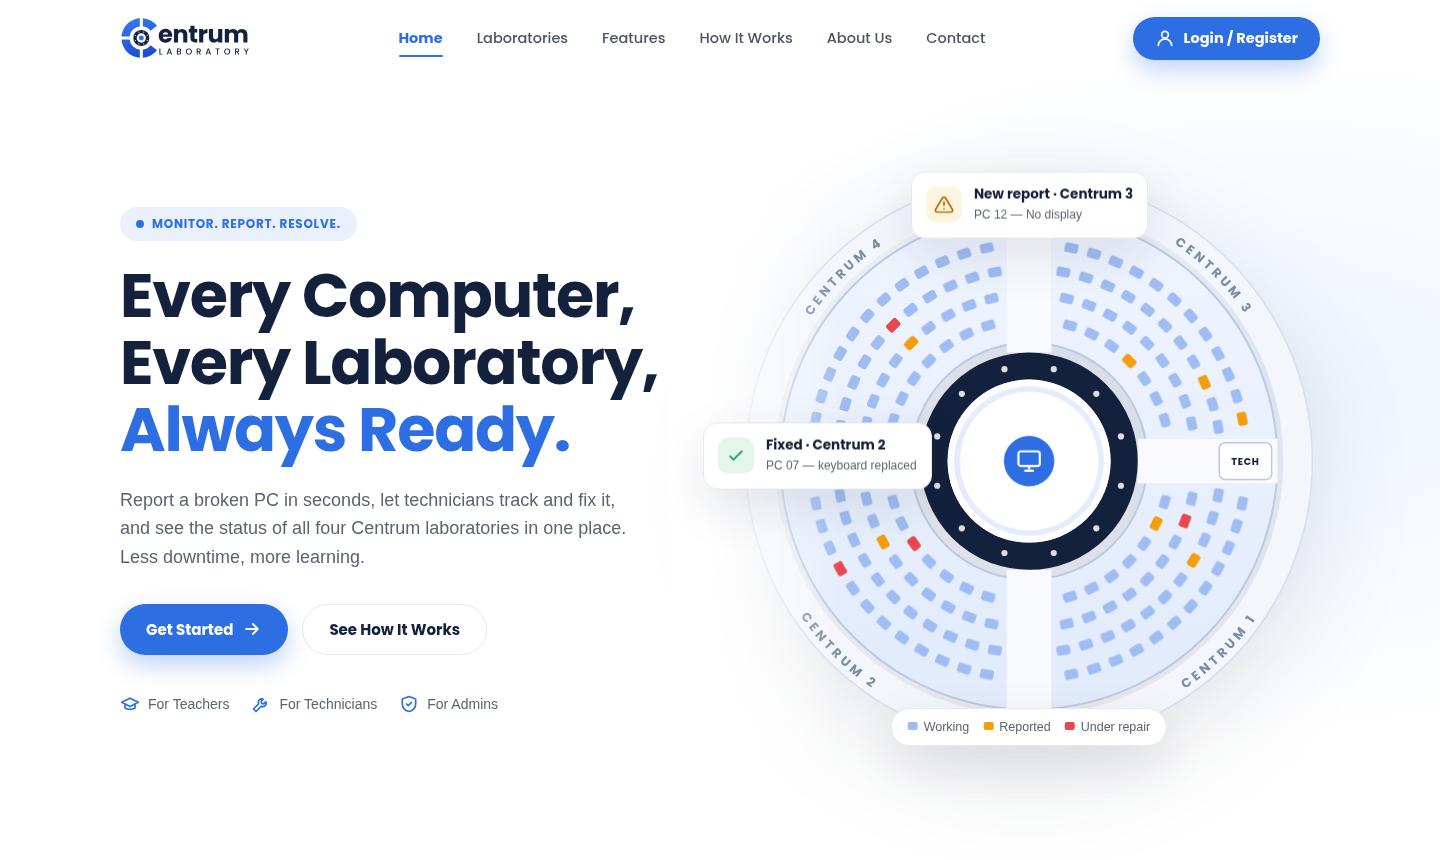 Centrum
LABORATORY
Home
Laboratories
Features
How It Works
About Us
Contact
Login / Register
MONITOR. REPORT. RESOLVE.
Every Computer,
Every Laboratory,
Always Ready.
Report a broken PC in seconds, let technicians track and fix it,
and see the status of all four Centrum laboratories in one place.
Less downtime, more learning.
Get Started
See How It Works
For Teachers
For Technicians
For Admins
New report · Centrum 3
PC 12 — No display
CENTRUM 4
CENTRUM 3
Fixed · Centrum 2
PC 07 — keyboard replaced
TECH
CENTRUM 2
CENTRUM 1
Working
Reported
Under repair